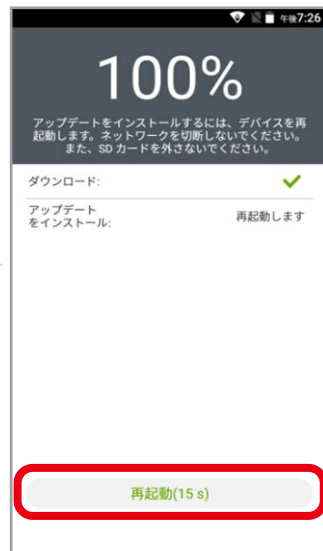 午後7:26
100%
アップデートをインストールするには、デバイスを再
起動します。ネットワークを切断しないでください。
また、SD カードを外さないでください。
ダウンロード:
アップデート
をインストール:
再起動します
再起動(15 s)